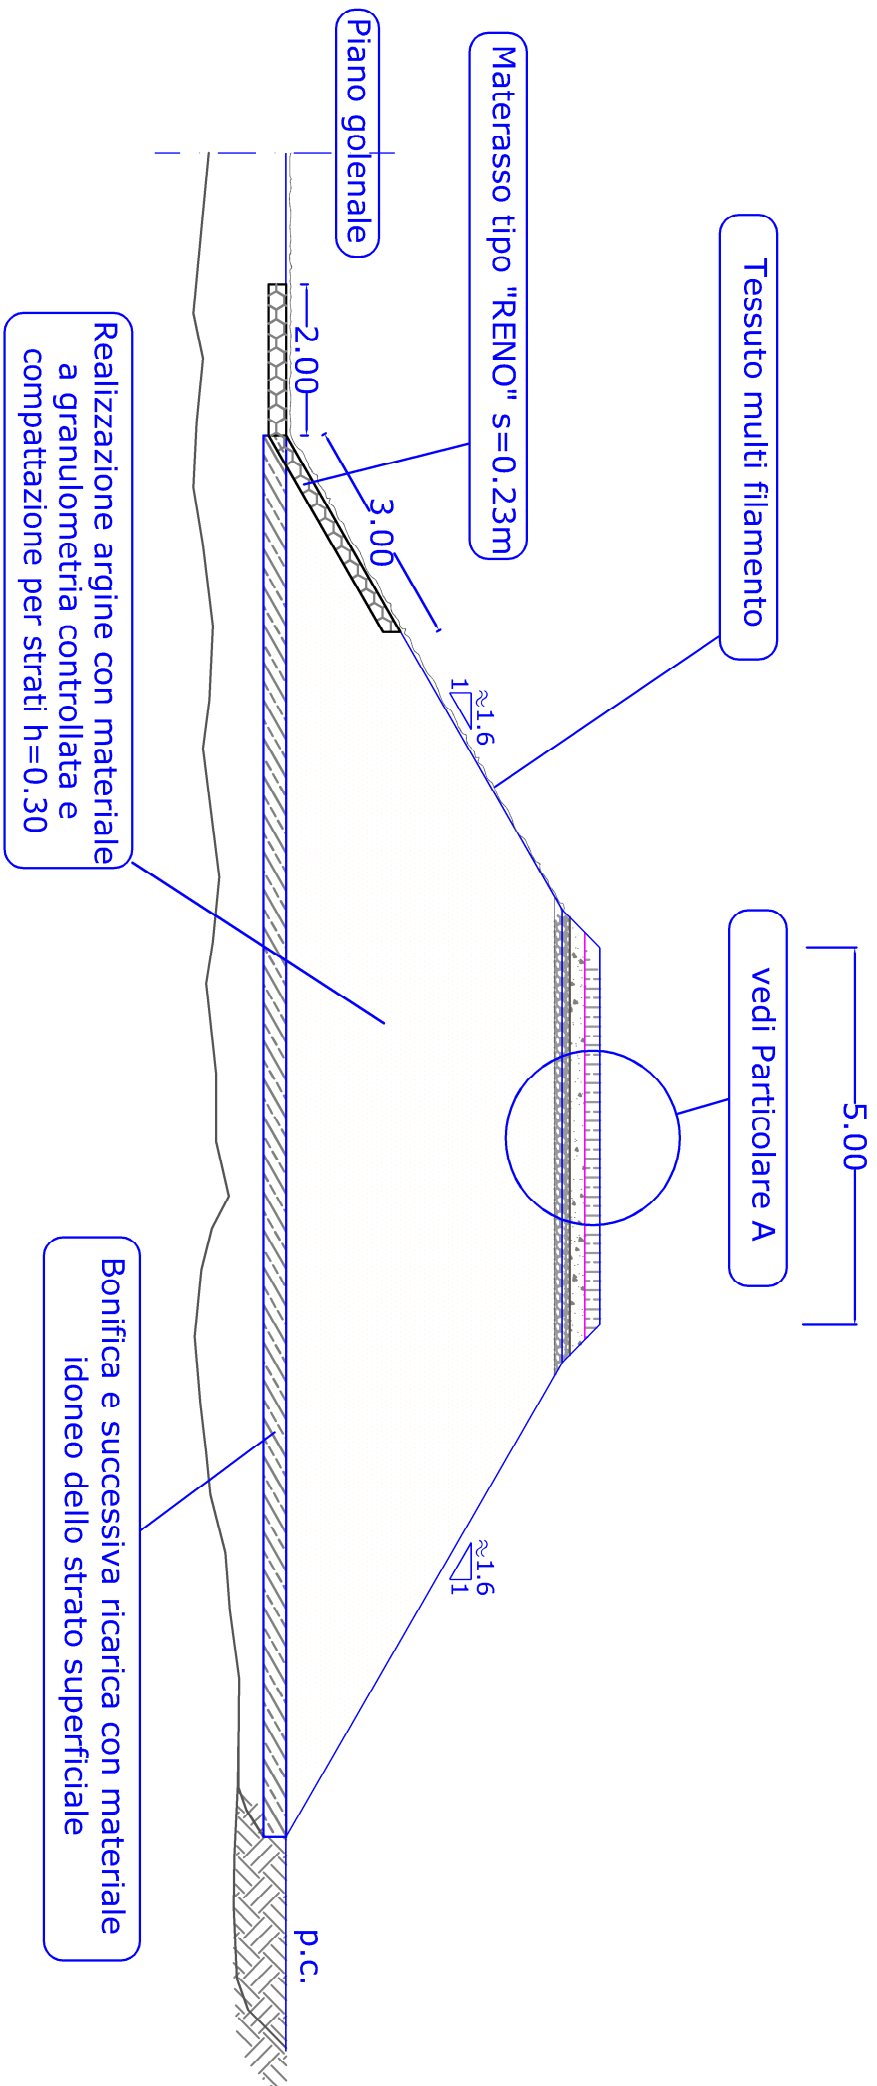 5.00
Tessuto multi filamento
vedi Particolare A
Materasso tipo "RENO" s=0.23m
≈1.6
1
≈1.6
1
Piano golenale
3.00
2.00
p.c.
Realizzazione argine con materiale
a granulometria controllata e
compattazione per strati h=0.30
Bonifica e successiva ricarica con materiale
idoneo dello strato superficiale